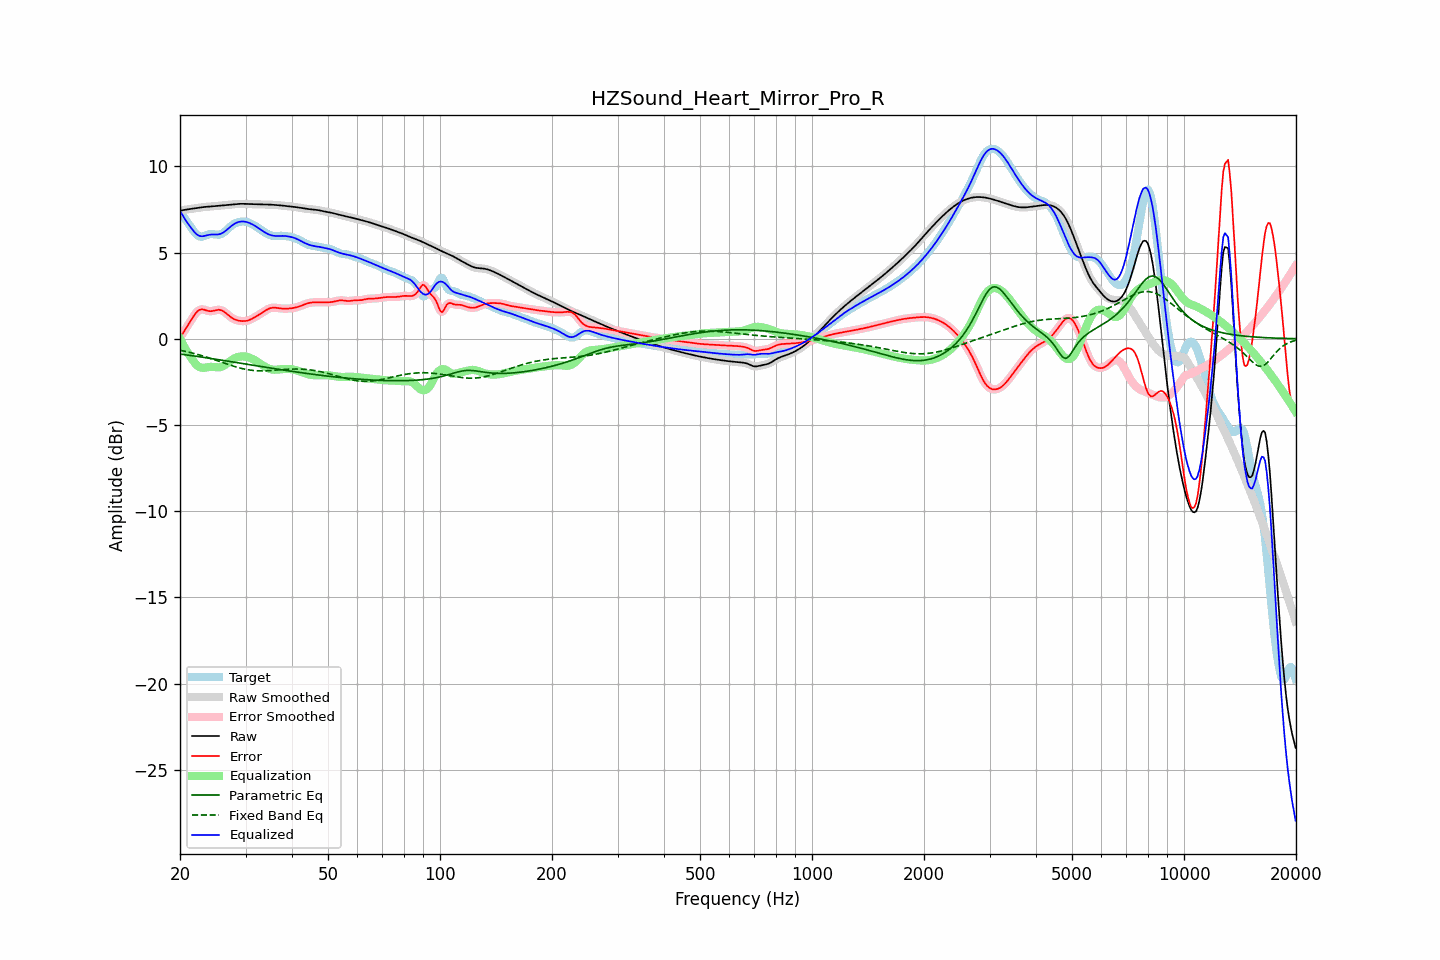 HZSound_Heart_Mirror_Pro_R
10
5
0
−5
−10
−15
−20
−25
Amplitude (dBr)
Target
Raw Smoothed
Error Smoothed
Raw
Error
Equalization
Parametric Eq
Fixed Band Eq
Equalized
20 50 100 200 500 1000 2000 5000 10000 20000
Frequency (Hz)